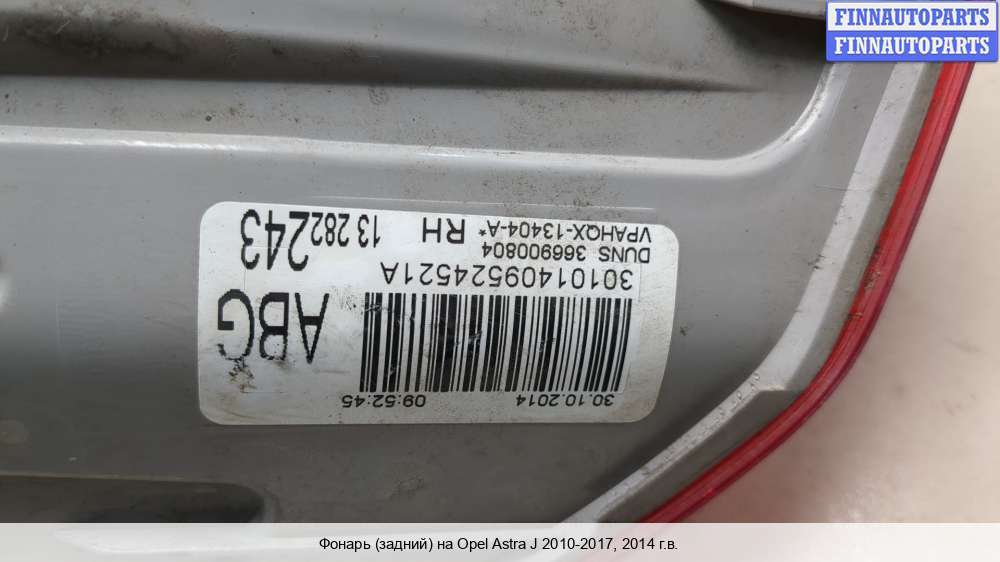 FINNAUTOPARTS
FINNAUTOPARTS
30.10.2014 09:52:45
ABG
30101409524521A
DUNS 366900804
VPAHQX-13404-A* RH 13 282 243
Фонарь (задний) на Opel Astra J 2010-2017, 2014 г.в.